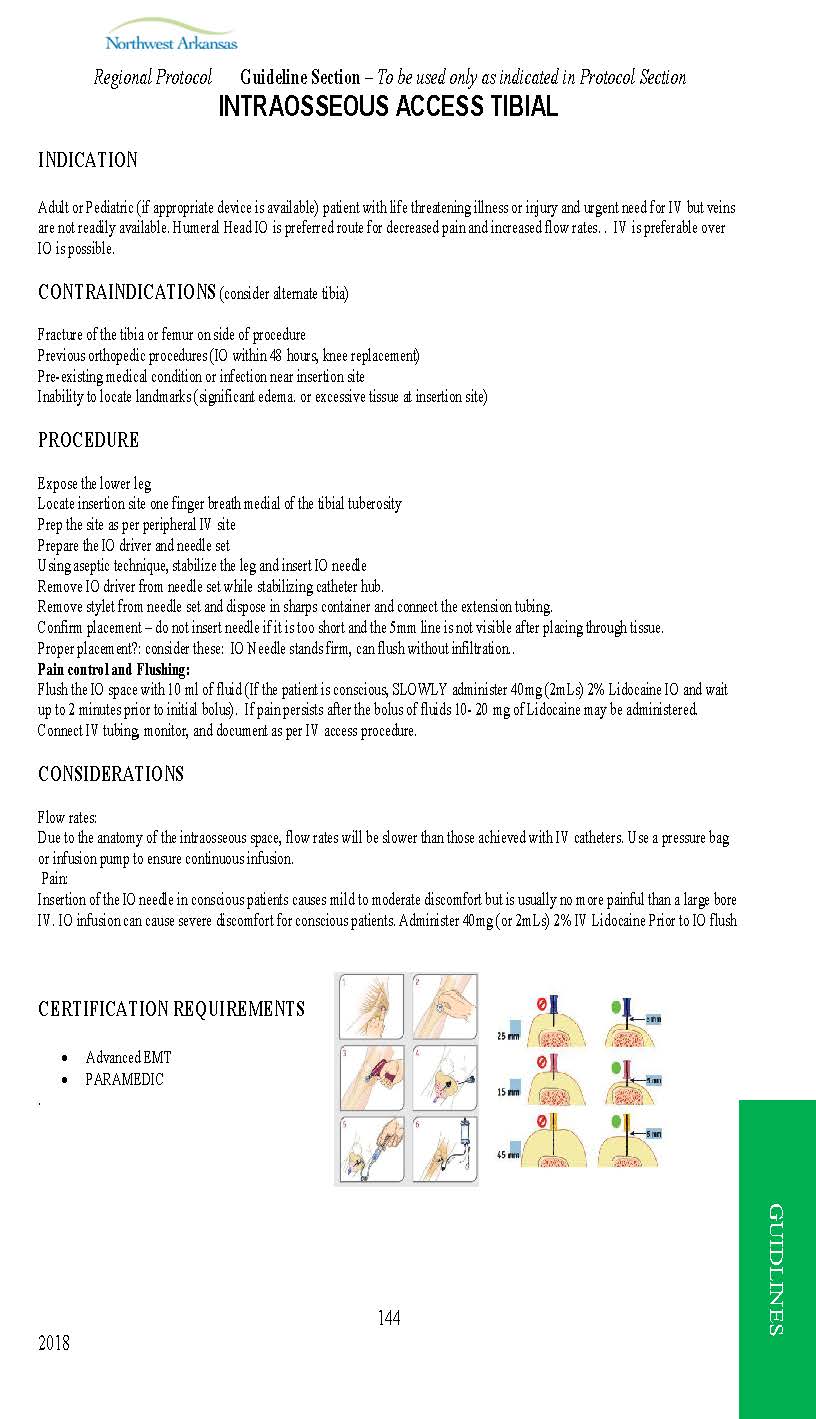 Northwest Arkansas
Regional Protocol Guideline Section – To be used only as indicated in Protocol Section
INTRAOSSEOUS ACCESS TIBIAL
INDICATION
Adult or Pediatric (if appropriate device is available) patient with life threatening illness or injury and urgent need for IV but veins
are not readily available. Humeral Head IO is preferred route for decreased pain and increased flow rates. . IV is preferable over
IO is possible.
CONTRAINDICATIONS (consider alternate tibia)
Fracture of the tibia or femur on side of procedure
Previous orthopedic procedures (IO within 48 hours, knee replacement)
Pre-existing medical condition or infection near insertion site
Inability to locate landmarks (significant edema. or excessive tissue at insertion site)
PROCEDURE
Expose the lower leg
Locate insertion site one finger breath medial of the tibial tuberosity
Prep the site as per peripheral IV site
Prepare the IO driver and needle set
Using aseptic technique, stabilize the leg and insert IO needle
Remove IO driver from needle set while stabilizing catheter hub.
Remove stylet from needle set and dispose in sharps container and connect the extension tubing.
Confirm placement – do not insert needle if it is too short and the 5mm line is not visible after placing through tissue.
Proper placement?: consider these: IO Needle stands firm, can flush without infiltration..
Pain control and Flushing:
Flush the IO space with 10 ml of fluid (If the patient is conscious, SLOWLY administer 40mg (2mLs) 2% Lidocaine IO and wait
up to 2 minutes prior to initial bolus). If pain persists after the bolus of fluids 10- 20 mg of Lidocaine may be administered.
Connect IV tubing, monitor, and document as per IV access procedure.
CONSIDERATIONS
Flow rates:
Due to the anatomy of the intraosseous space, flow rates will be slower than those achieved with IV catheters. Use a pressure bag
or infusion pump to ensure continuous infusion.
Pain:
Insertion of the IO needle in conscious patients causes mild to moderate discomfort but is usually no more painful than a large bore
IV. IO infusion can cause severe discomfort for conscious patients. Administer 40mg (or 2mLs) 2% IV Lidocaine Prior to IO flush
CERTIFICATION REQUIREMENTS
• Advanced EMT
• PARAMEDIC
.
1 2
3 4
5 6
25 mm 5 mm
15 mm 5 mm
45 mm 5 mm
GUIDLINES
144
2018